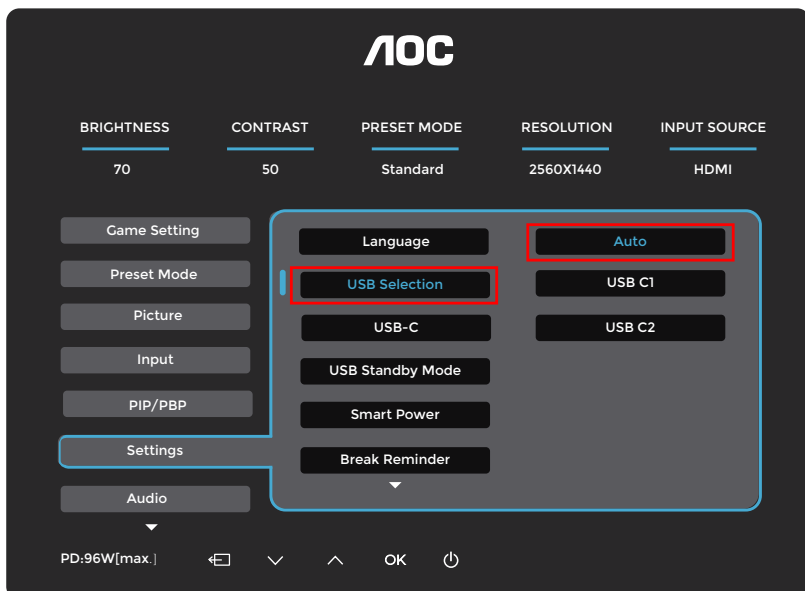 AOC
BRIGHTNESS CONTRAST PRESET MODE RESOLUTION INPUT SOURCE
70 50 Standard 2560X1440 HDMI
Game Setting
Preset Mode
Picture
Input
PIP/PBP
Settings
Audio
Language
USB Selection
USB-C
USB Standby Mode
Smart Power
Break Reminder
Auto
USB C1
USB C2
PD:96W[max.] OK